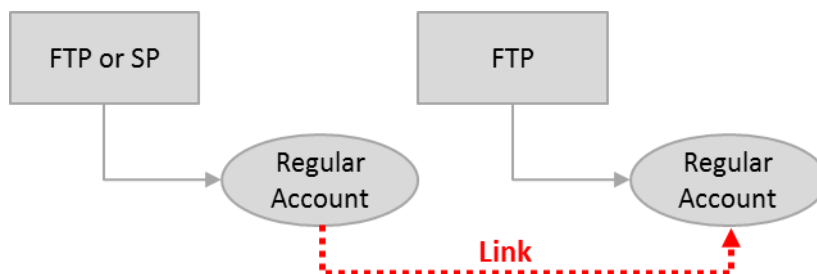 FTP or SP
FTP
Regular
Account
Regular
Account
Link